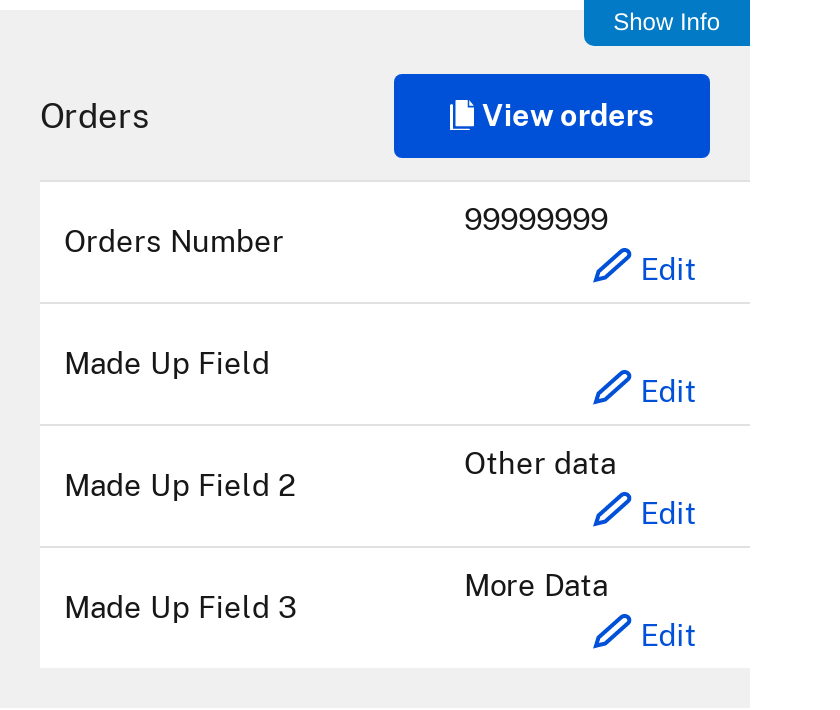 Show Info
Orders
View orders
Orders Number
99999999
Edit
Made Up Field
Edit
Made Up Field 2
Other data
Edit
Made Up Field 3
More Data
Edit